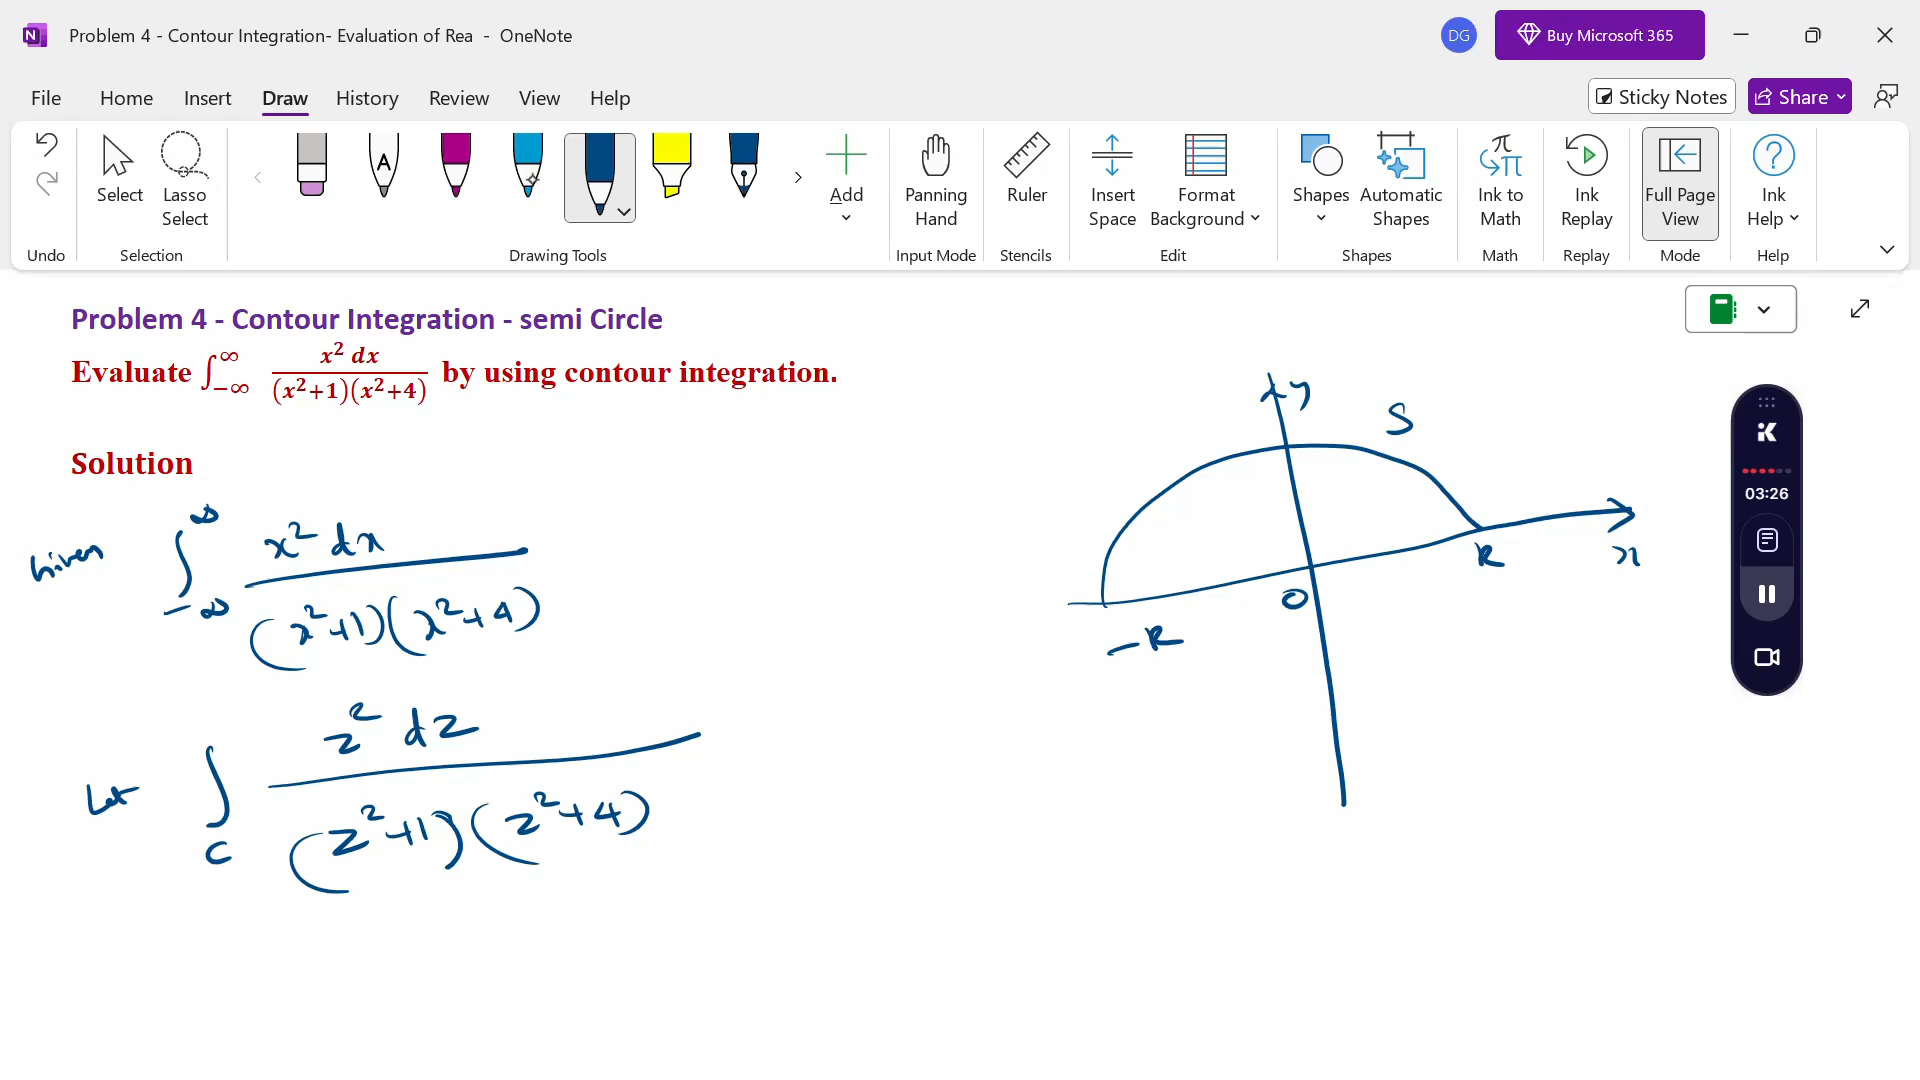 Problem 4 - Contour Integration- Evaluation of Rea - OneNote
DG
Buy Microsoft 365
File Home Insert Draw History Review View Help
Sticky Notes
Share
Select
Lasso Select
A
Add
Panning Hand
Ruler
Insert Space
Format Background
Shapes
Automatic Shapes
Ink to Math
Ink Replay
Full Page View
Ink Help
Undo
Selection
Drawing Tools
Input Mode
Stencils
Edit
Shapes
Math
Replay
Mode
Help
Problem 4 - Contour Integration - semi Circle
Evaluate ∫_{-∞}^{∞} x² dx / (x²+1)(x²+4) by using contour integration.
Solution
Given ∫_{-∞}^{∞} x² dx / (x²+1)(x²+4)
Let ∫_C z² dz / (z²+1)(z²+4)
y
S
R
x
O
-R
03:26